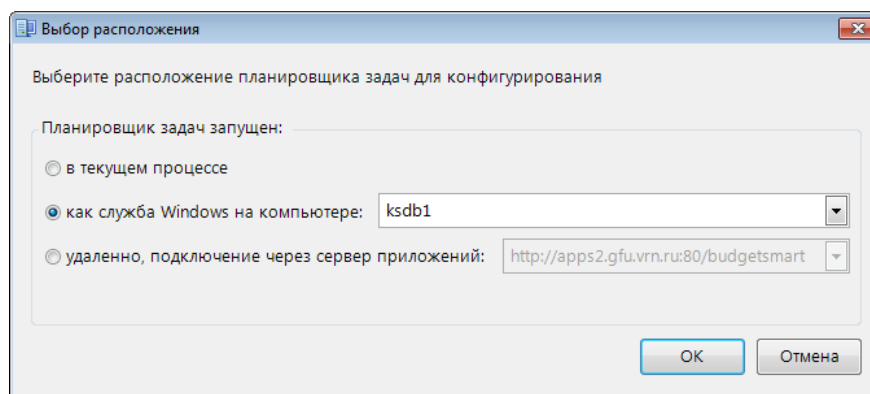 Выбор расположения
Выберите расположение планировщика задач для конфигурирования
Планировщик задач запущен:
в текущем процессе
как служба Windows на компьютере: ksdb1
удаленно, подключение через сервер приложений: http://apps2.gfu.vrn.ru:80/budgetsmart
ОК Отмена